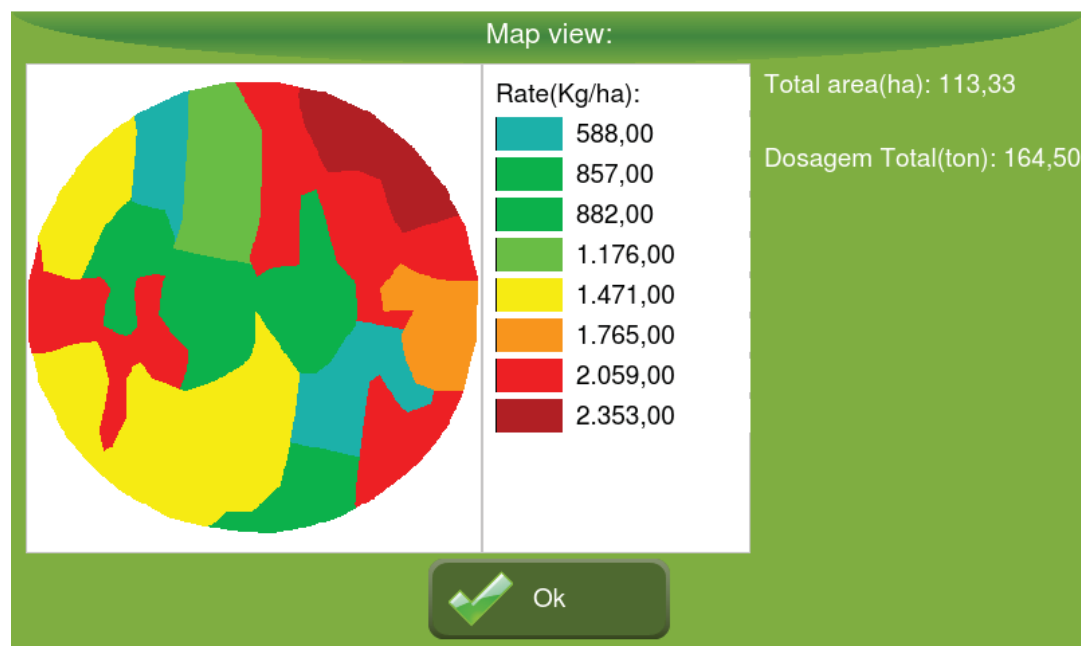 Map view:
Rate(Kg/ha):
588,00
857,00
882,00
1.176,00
1.471,00
1.765,00
2.059,00
2.353,00
Total area(ha): 113,33
Dosagem Total(ton): 164,50
Ok